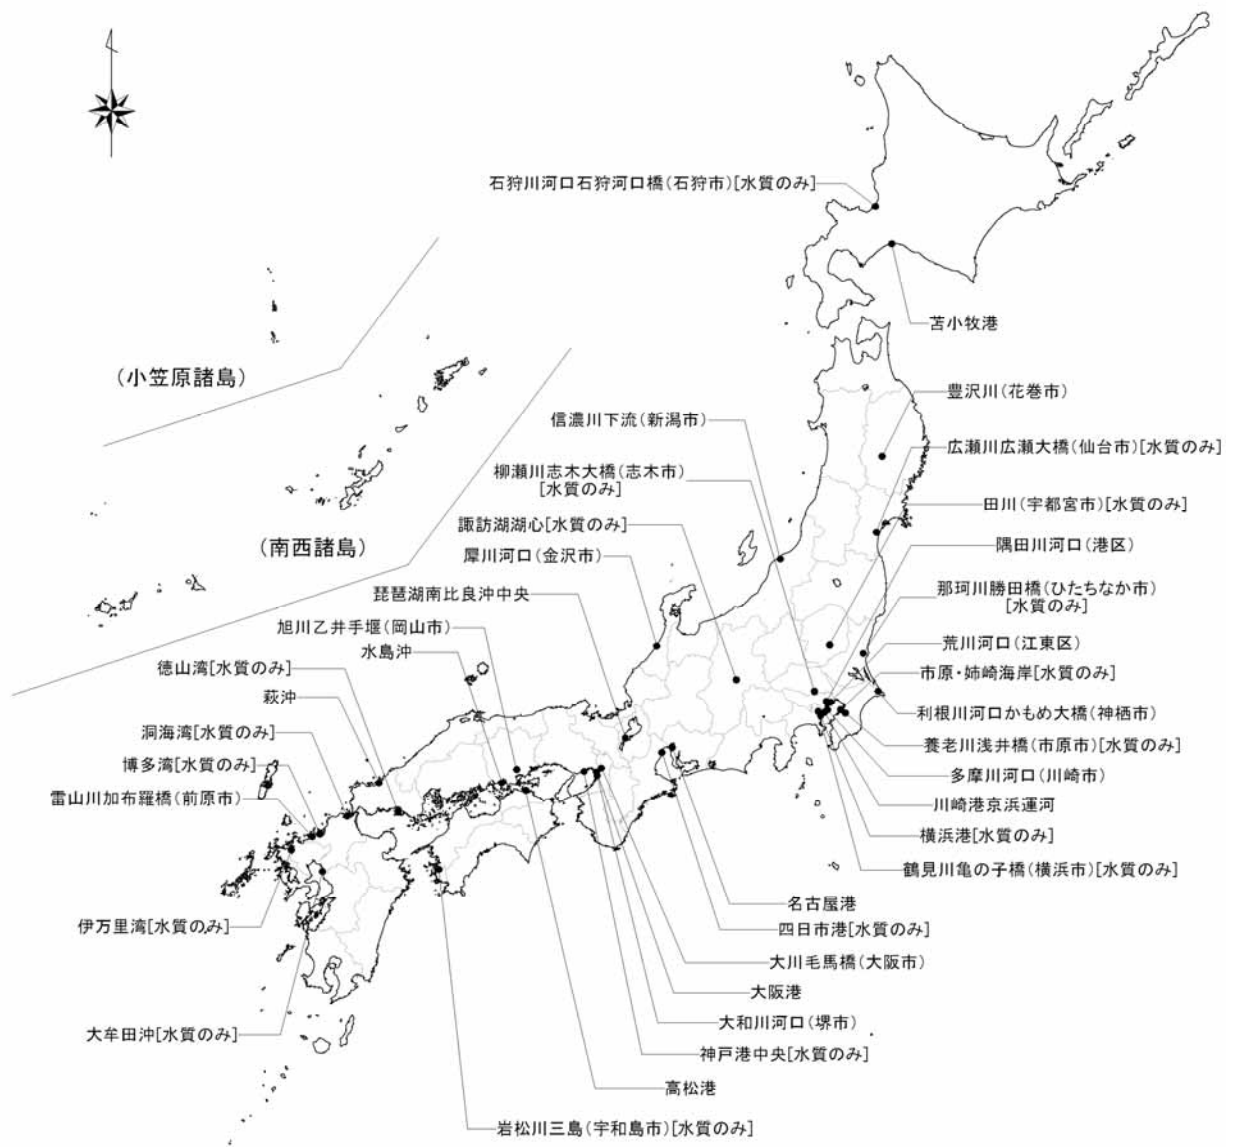 石狩川河口石狩河口橋(石狩市)[水質のみ]
苫小牧港
(小笠原諸島)
豊沢川(花巻市)
信濃川下流(新潟市)
広瀬川広瀬大橋(仙台市)[水質のみ]
柳瀬川志木大橋(志木市)
[水質のみ]
田川(宇都宮市)[水質のみ]
諏訪湖湖心[水質のみ]
(南西諸島)
隅田川河口(港区)
犀川河口(金沢市)
那珂川勝田橋(ひたちなか市)
[水質のみ]
琵琶湖南比良沖中央
旭川乙井手堰(岡山市)
荒川河口(江東区)
水島沖
徳山湾[水質のみ]
市原・姉崎海岸[水質のみ]
萩沖
利根川河口かもめ大橋(神栖市)
洞海湾[水質のみ]
養老川浅井橋(市原市)[水質のみ]
博多湾[水質のみ]
多摩川河口(川崎市)
雷山川加布羅橋(前原市)
川崎港京浜運河
横浜港[水質のみ]
鶴見川亀の子橋(横浜市)[水質のみ]
名古屋港
伊万里湾[水質のみ]
四日市港[水質のみ]
大川毛馬橋(大阪市)
大阪港
大和川河口(堺市)
大牟田沖[水質のみ]
神戸港中央[水質のみ]
高松港
岩松川三島(宇和島市)[水質のみ]